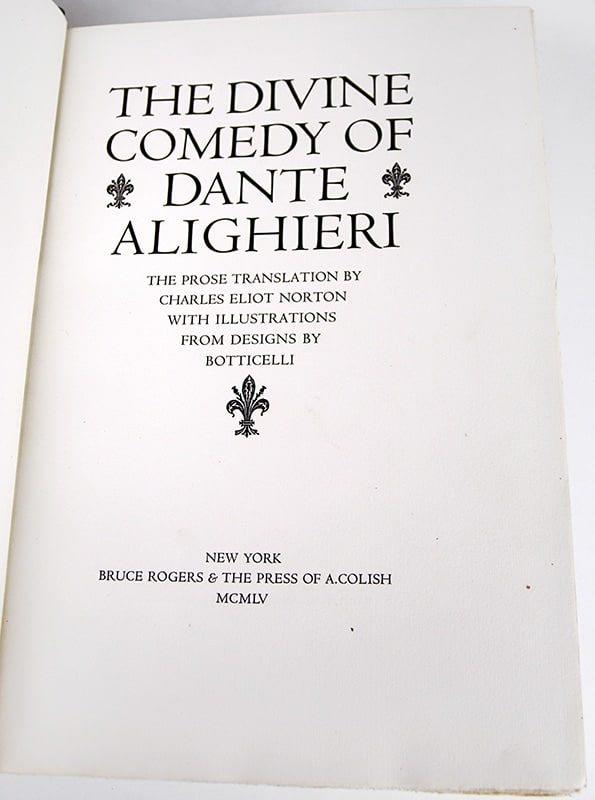 THE DIVINE
COMEDY OF
DANTE
ALIGHIERI
THE PROSE TRANSLATION BY
CHARLES ELIOT NORTON
WITH ILLUSTRATIONS
FROM DESIGNS BY
BOTTICELLI
NEW YORK
BRUCE ROGERS & THE PRESS OF A.COLISH
MCMLV